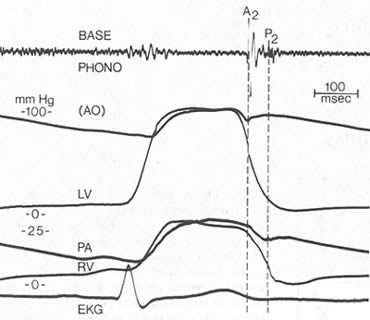 A2
P2
BASE
PHONO
100
msec
mm Hg
-100-
(AO)
LV
-0-
-25-
PA
RV
-0-
EKG